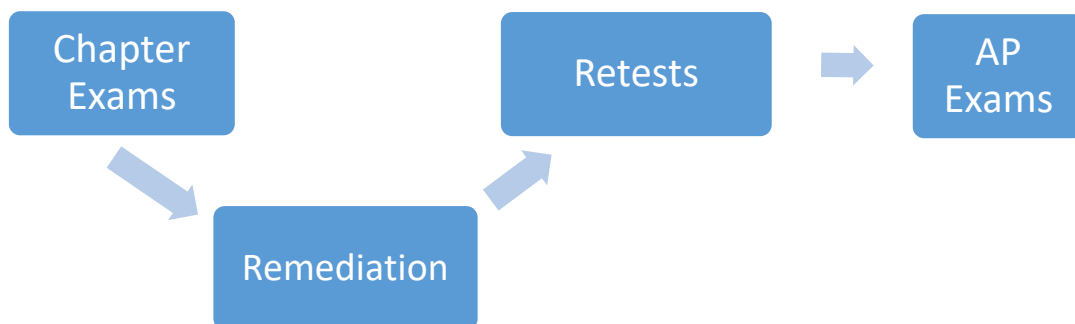 Chapter
Exams
Remediation
Retests
AP
Exams